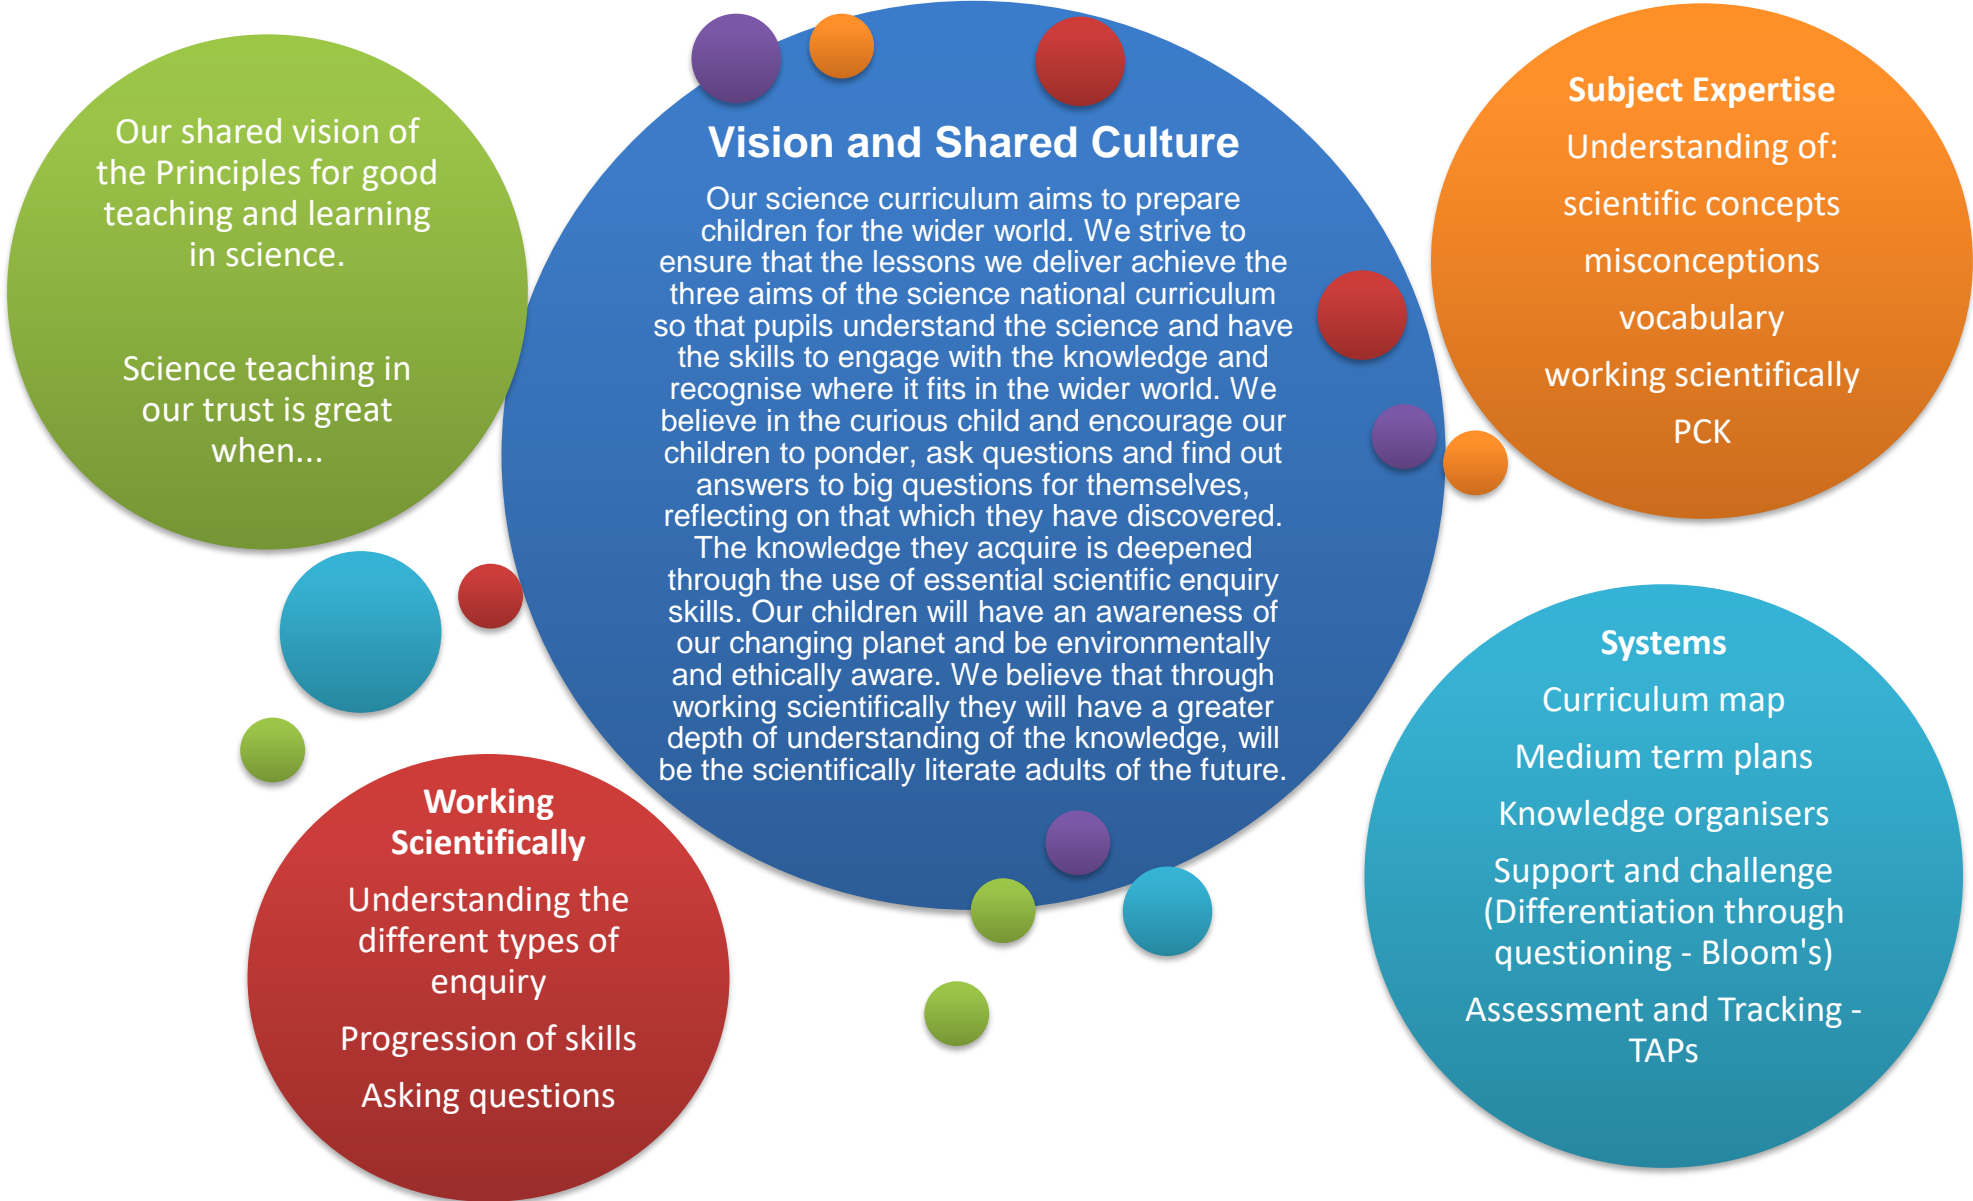 Our shared vision of
the Principles for good
teaching and learning
in science.
Science teaching in
our trust is great
when...
Vision and Shared Culture
Our science curriculum aims to prepare
children for the wider world. We strive to
ensure that the lessons we deliver achieve the
three aims of the science national curriculum
so that pupils understand the science and have
the skills to engage with the knowledge and
recognise where it fits in the wider world. We
believe in the curious child and encourage our
children to ponder, ask questions and find out
answers to big questions for themselves,
reflecting on that which they have discovered.
The knowledge they acquire is deepened
through the use of essential scientific enquiry
skills. Our children will have an awareness of
our changing planet and be environmentally
and ethically aware. We believe that through
working scientifically they will have a greater
depth of understanding of the knowledge, will
be the scientifically literate adults of the future.
Subject Expertise
Understanding of:
scientific concepts
misconceptions
vocabulary
working scientifically
PCK
Working
Scientifically
Understanding the
different types of
enquiry
Progression of skills
Asking questions
Systems
Curriculum map
Medium term plans
Knowledge organisers
Support and challenge
(Differentiation through
questioning - Bloom's)
Assessment and Tracking -
TAPs